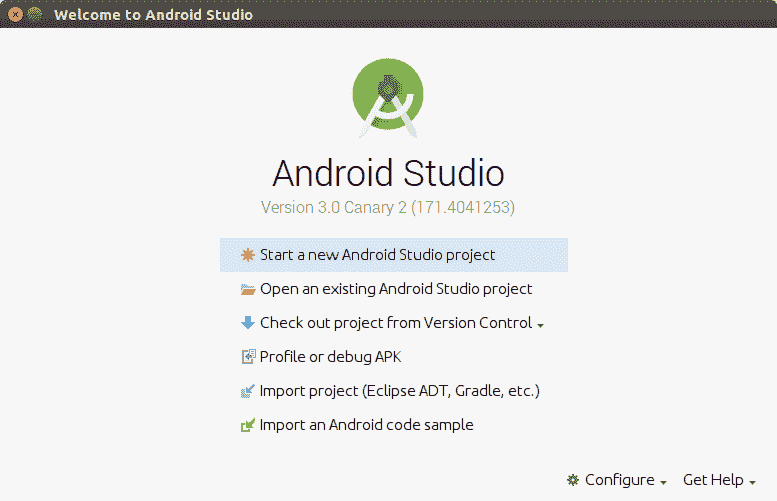 Welcome to Android Studio
Android Studio
Version 3.0 Canary 2 (171.4041253)
Start a new Android Studio project
Open an existing Android Studio project
Check out project from Version Control
Profile or debug APK
Import project (Eclipse ADT, Gradle, etc.)
Import an Android code sample
Configure Get Help